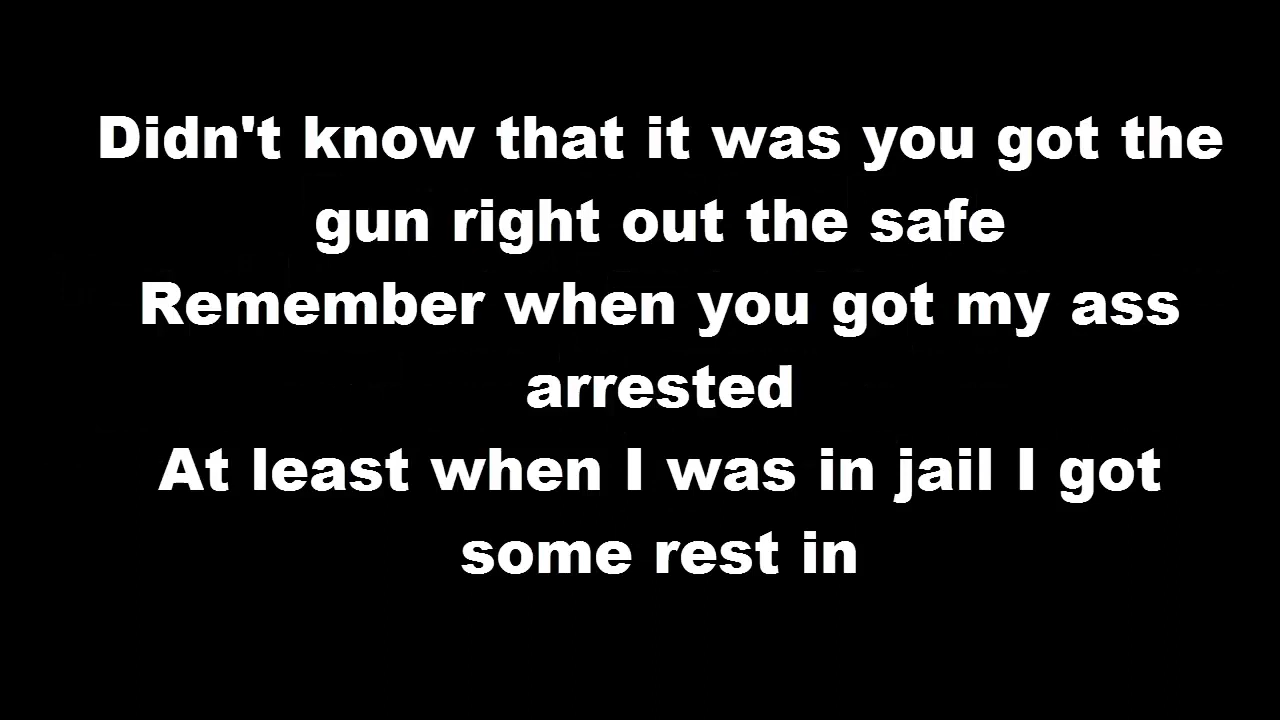 Didn't know that it was you got the
gun right out the safe
Remember when you got my ass
arrested
At least when I was in jail I got
some rest in